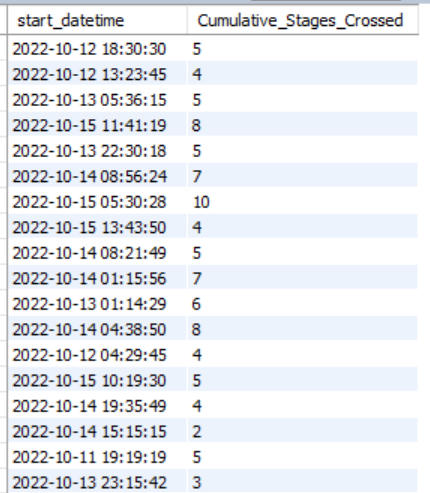 start_datetime Cumulative_Stages_Crossed
2022-10-12 18:30:30 5
2022-10-12 13:23:45 4
2022-10-13 05:36:15 5
2022-10-15 11:41:19 8
2022-10-13 22:30:18 5
2022-10-14 08:56:24 7
2022-10-15 05:30:28 10
2022-10-15 13:43:50 4
2022-10-14 08:21:49 5
2022-10-14 01:15:56 7
2022-10-13 01:14:29 6
2022-10-14 04:38:50 8
2022-10-12 04:29:45 4
2022-10-15 10:19:30 5
2022-10-14 19:35:49 4
2022-10-14 15:15:15 2
2022-10-11 19:19:19 5
2022-10-13 23:15:42 3